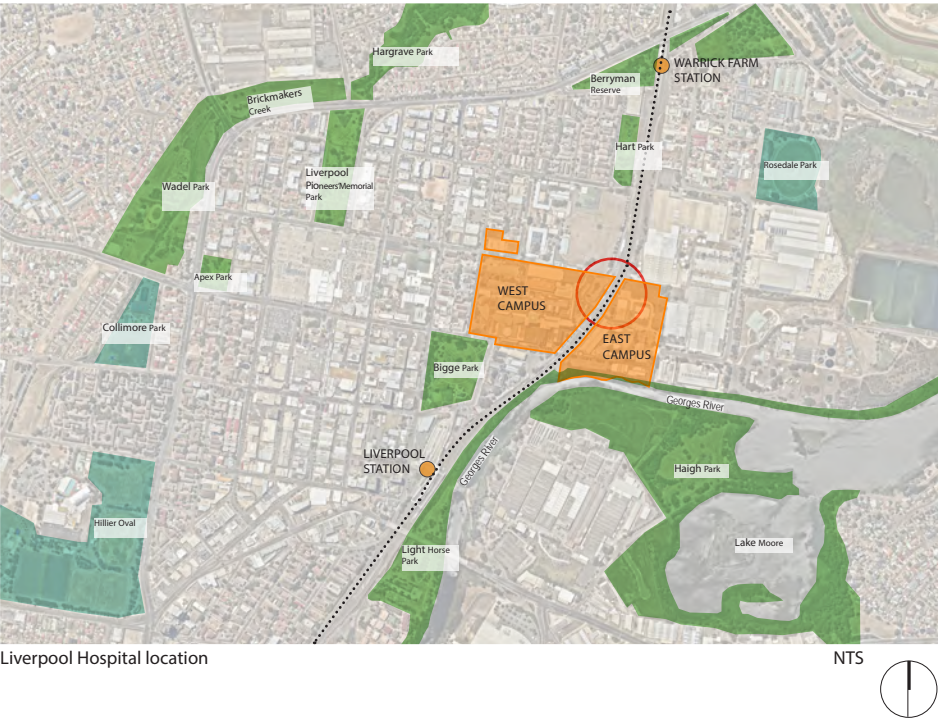 Hargrave Park
WARRICK FARM
STATION
Berryman
Reserve
Brickmakers
Creek
Hart Park
Rosedale Park
Liverpool
Pioneers'Memorial
Park
Wadel Park
Apex Park
WEST
CAMPUS
Collimore Park
EAST
CAMPUS
Bigge Park
Georges River
LIVERPOOL
STATION
Georges River
Haigh Park
Hillier Oval
Lake Moore
Light Horse
Park
Liverpool Hospital location
NTS